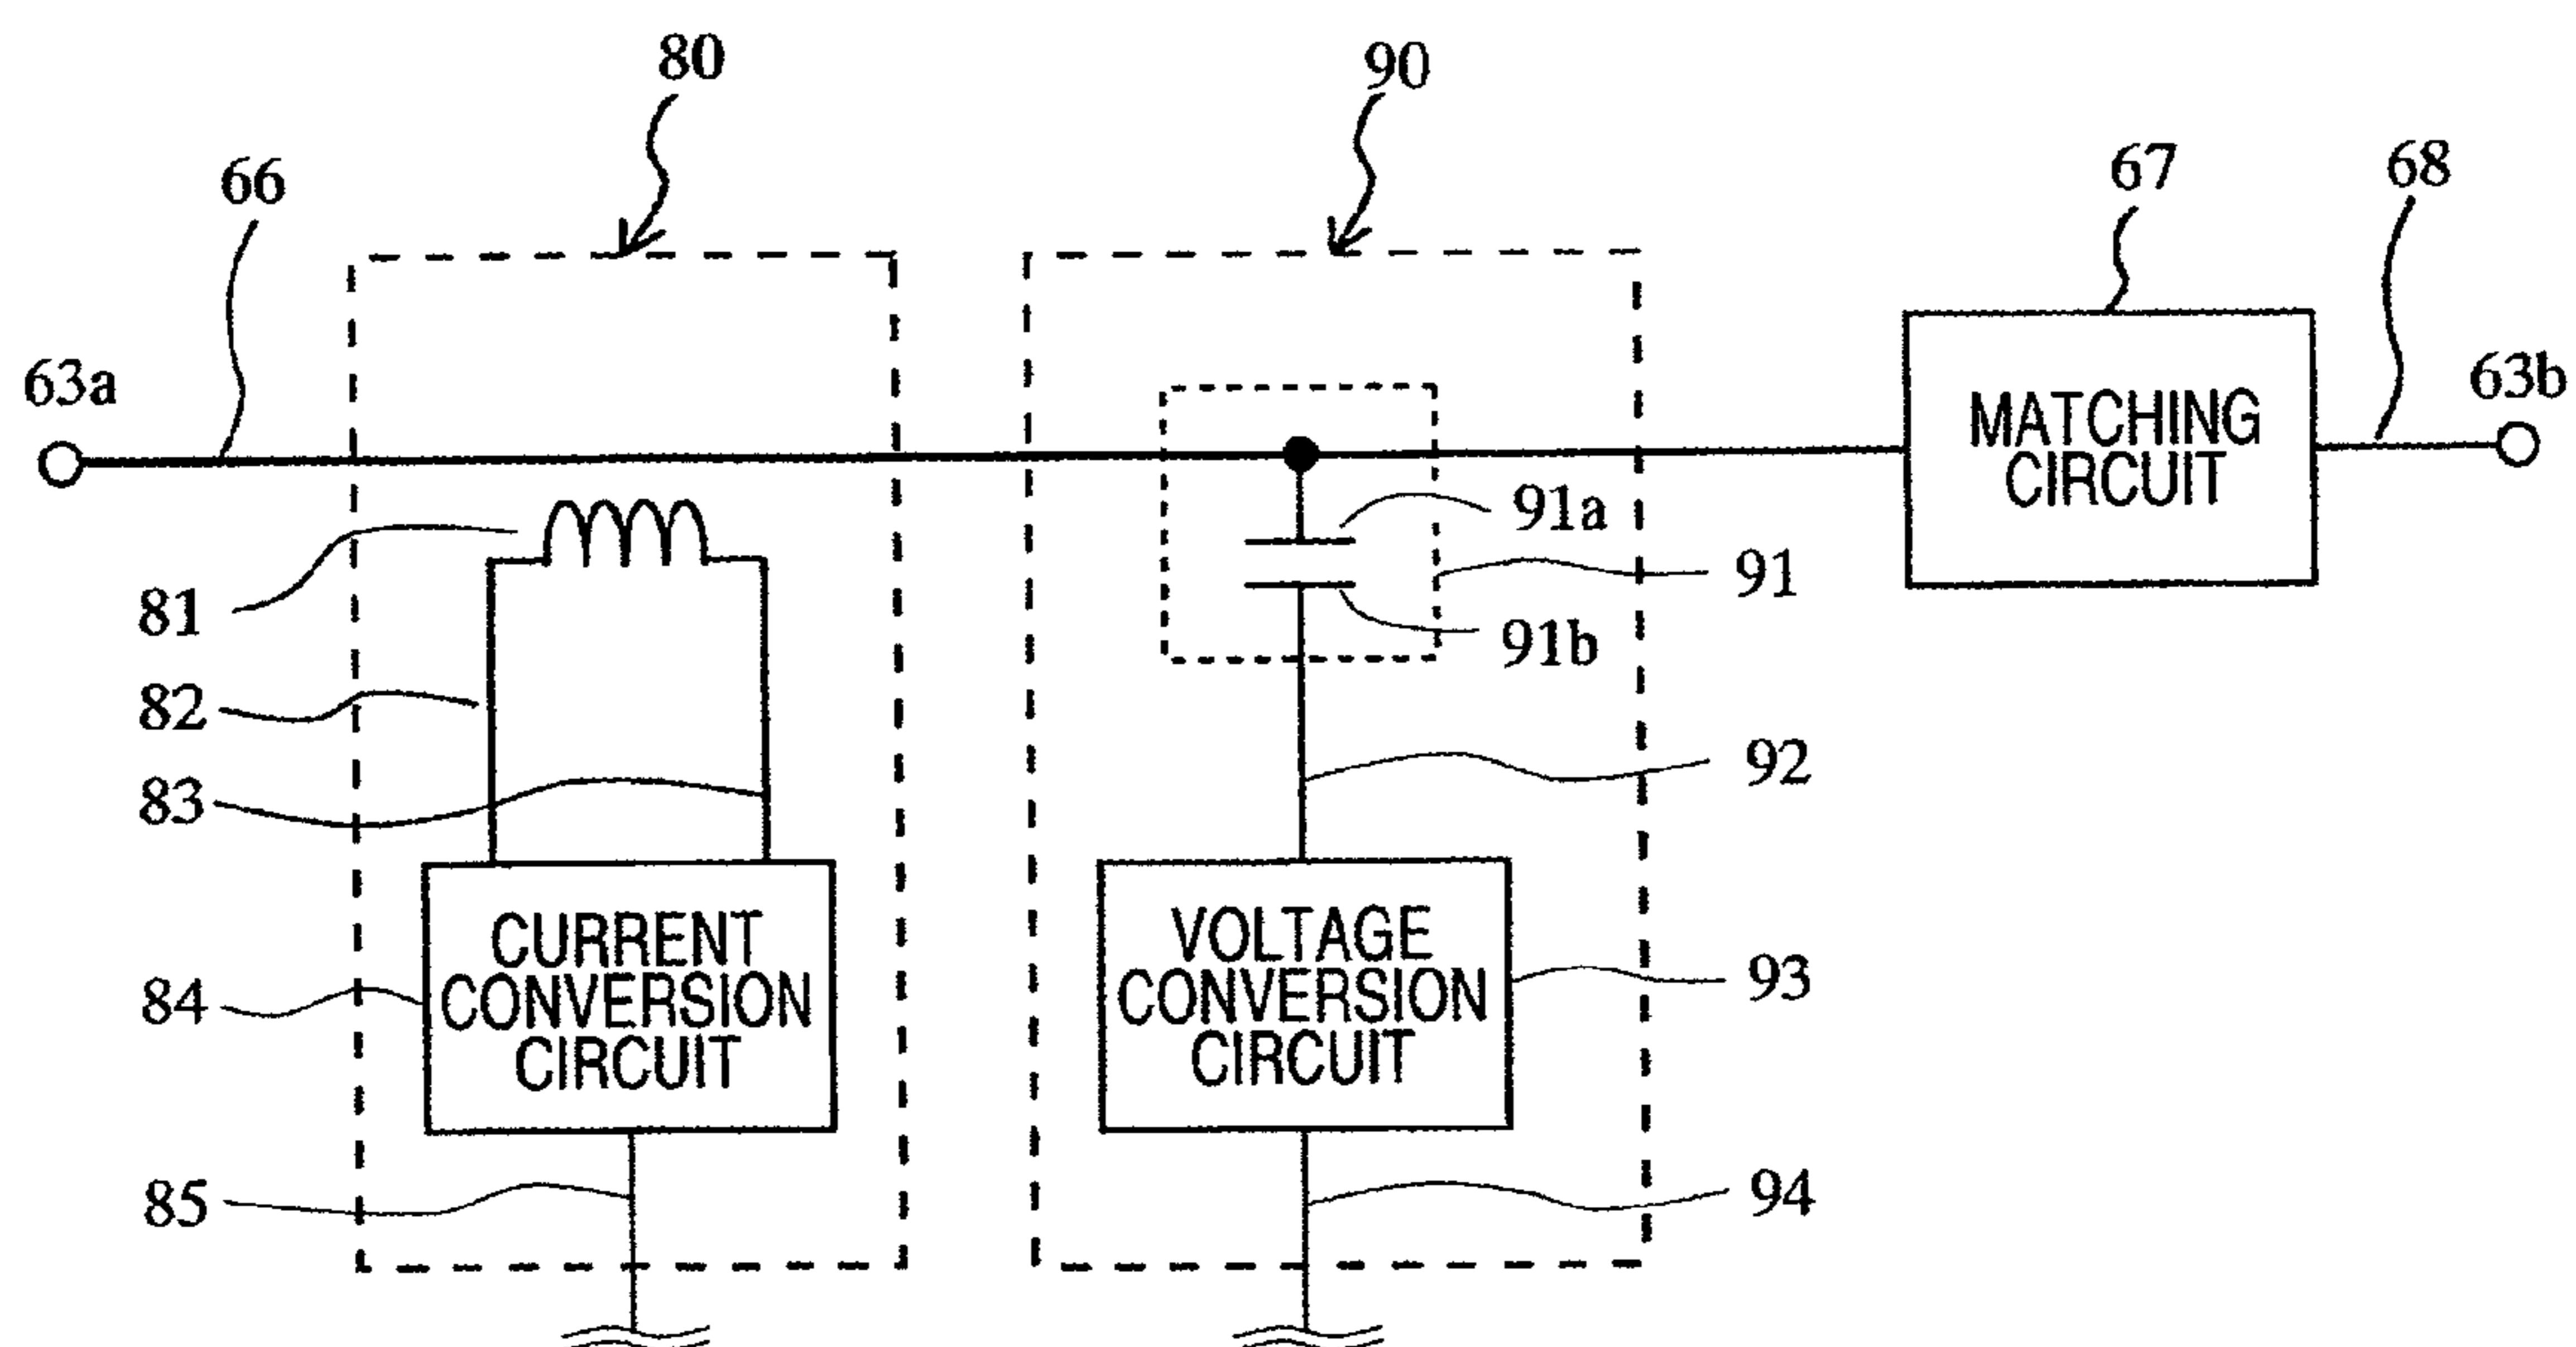 80
90
66
67
68
63a
63b
MATCHING
CIRCUIT
91a
81
91
91b
82
92
83
CURRENT
CONVERSION
CIRCUIT
VOLTAGE
CONVERSION
CIRCUIT
84
93
85
94